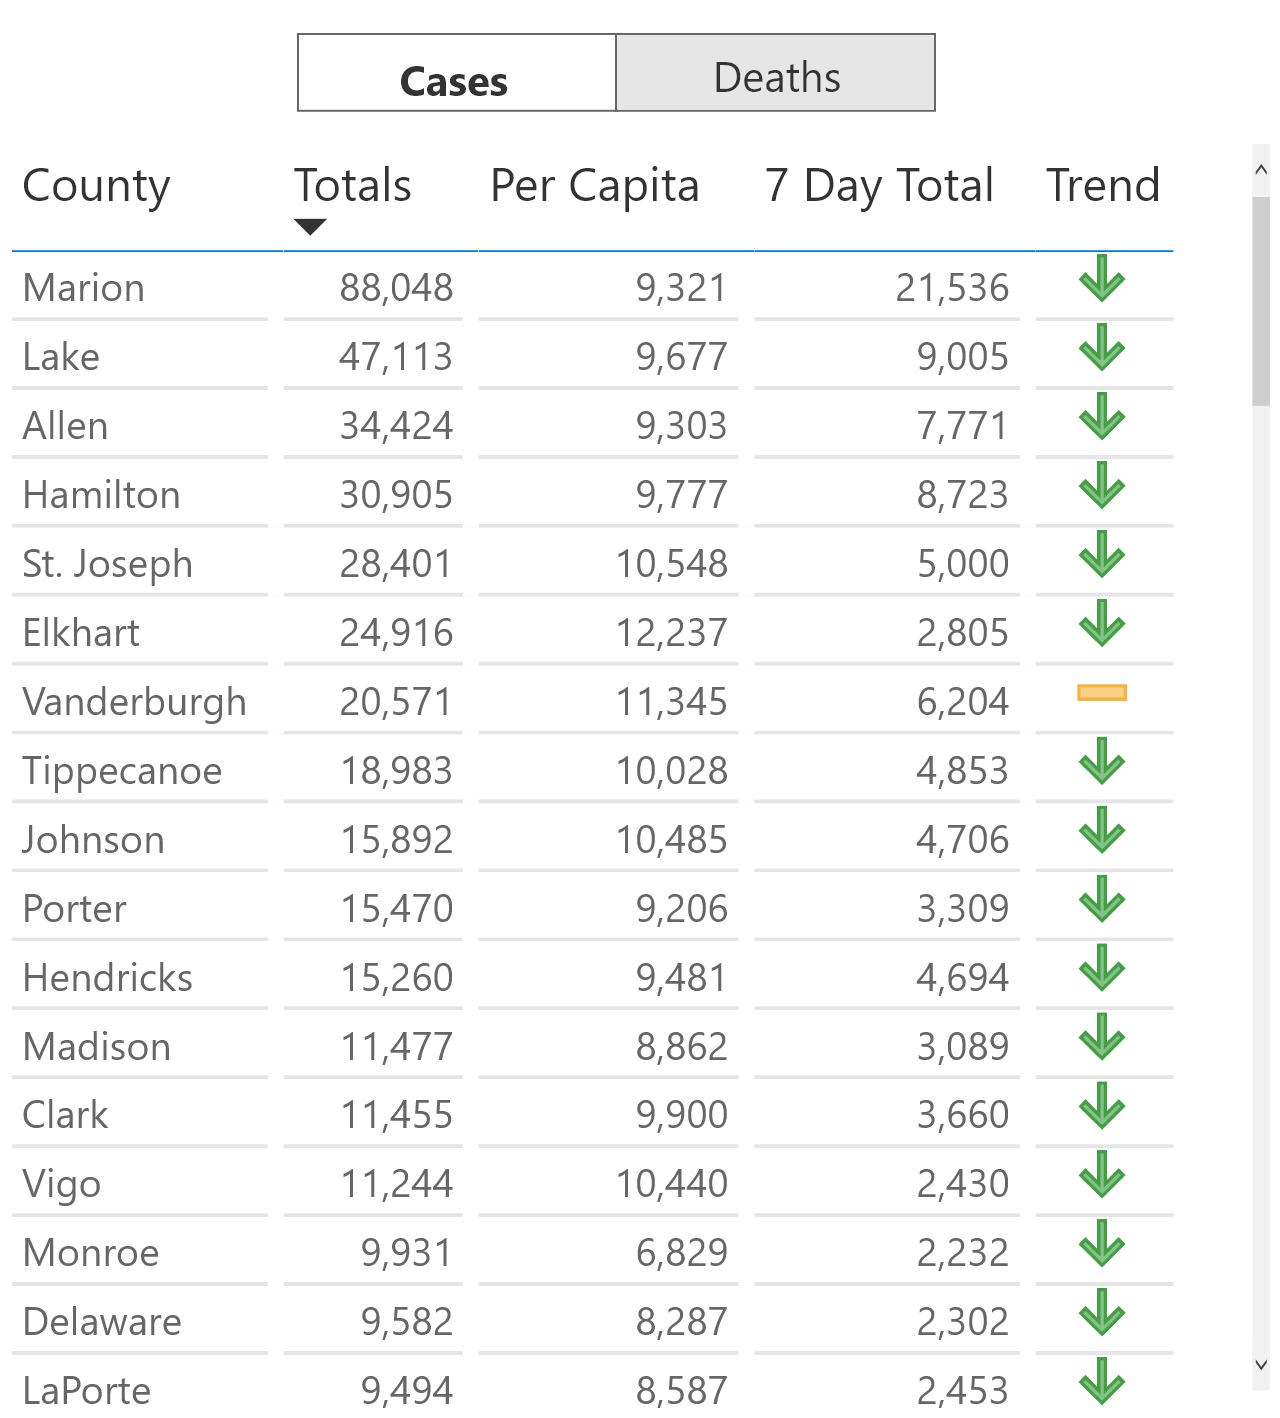 Cases Deaths
County Totals Per Capita 7 Day Total Trend
Marion 88,048 9,321 21,536
Lake 47,113 9,677 9,005
Allen 34,424 9,303 7,771
Hamilton 30,905 9,777 8,723
St. Joseph 28,401 10,548 5,000
Elkhart 24,916 12,237 2,805
Vanderburgh 20,571 11,345 6,204
Tippecanoe 18,983 10,028 4,853
Johnson 15,892 10,485 4,706
Porter 15,470 9,206 3,309
Hendricks 15,260 9,481 4,694
Madison 11,477 8,862 3,089
Clark 11,455 9,900 3,660
Vigo 11,244 10,440 2,430
Monroe 9,931 6,829 2,232
Delaware 9,582 8,287 2,302
LaPorte 9,494 8,587 2,453